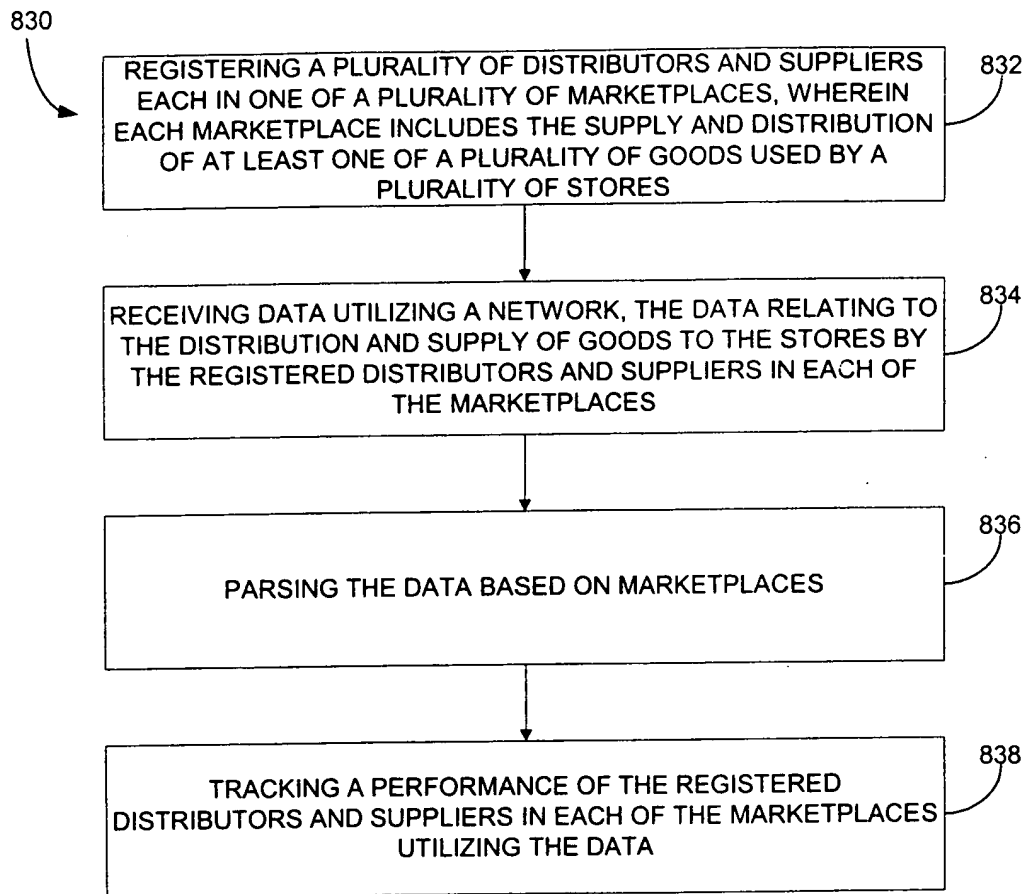 830
REGISTERING A PLURALITY OF DISTRIBUTORS AND SUPPLIERS
EACH IN ONE OF A PLURALITY OF MARKETPLACES, WHEREIN
EACH MARKETPLACE INCLUDES THE SUPPLY AND DISTRIBUTION
OF AT LEAST ONE OF A PLURALITY OF GOODS USED BY A
PLURALITY OF STORES
832
RECEIVING DATA UTILIZING A NETWORK, THE DATA RELATING TO
THE DISTRIBUTION AND SUPPLY OF GOODS TO THE STORES BY
THE REGISTERED DISTRIBUTORS AND SUPPLIERS IN EACH OF
THE MARKETPLACES
834
PARSING THE DATA BASED ON MARKETPLACES
836
TRACKING A PERFORMANCE OF THE REGISTERED
DISTRIBUTORS AND SUPPLIERS IN EACH OF THE MARKETPLACES
UTILIZING THE DATA
838